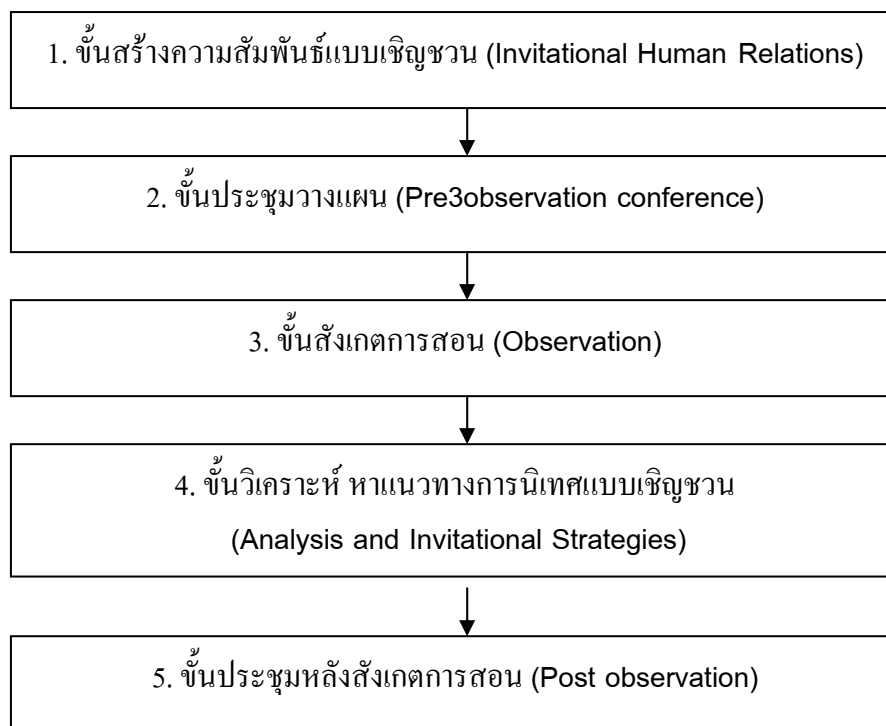 1. ขั้นสร้างความสัมพันธ์แบบเชิญชวน (Invitational Human Relations)
2. ขั้นประชุมวางแผน (Pre3observation conference)
3. ขั้นสังเกตการสอน (Observation)
4. ขั้นวิเคราะห์ หาแนวทางการนิเทศแบบเชิญชวน
(Analysis and Invitational Strategies)
5. ขั้นประชุมหลังสังเกตการสอน (Post observation)